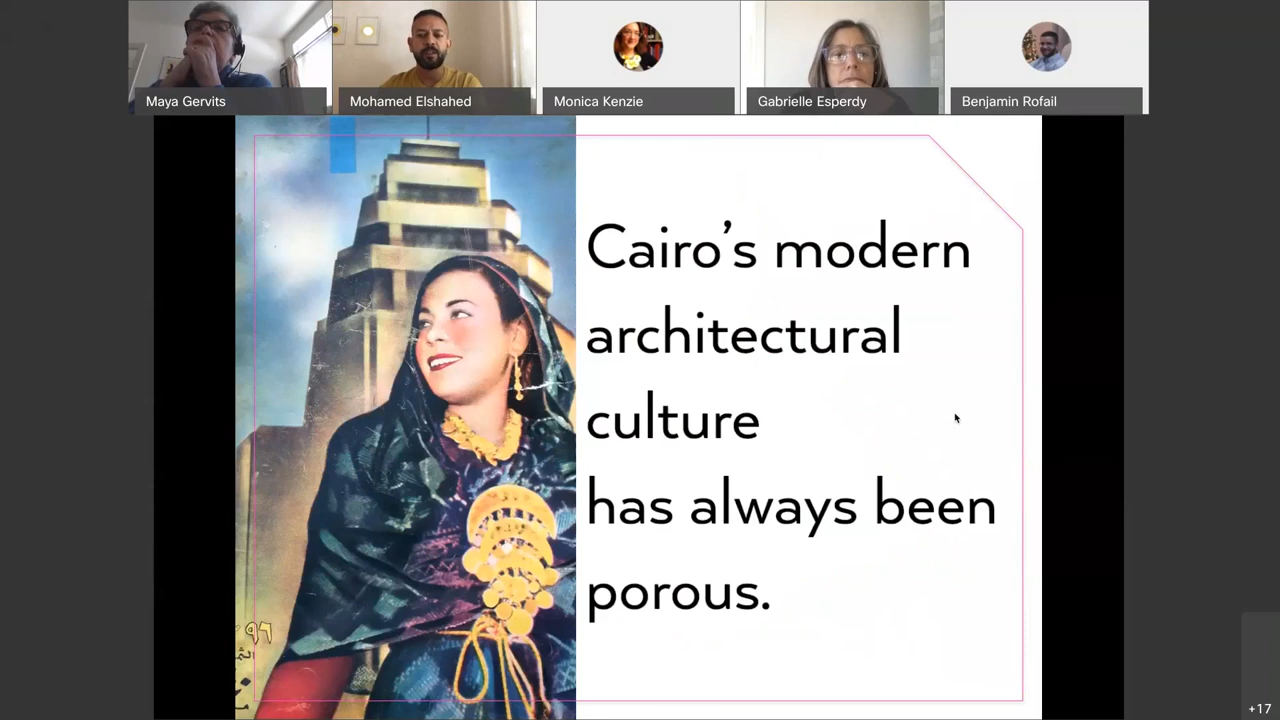 Maya Gervits
Mohamed Elshahed
Monica Kenzie
Gabrielle Esperdy
Benjamin Rofail
Cairo’s modern
architectural
culture
has always been
porous.
٩٦
+17